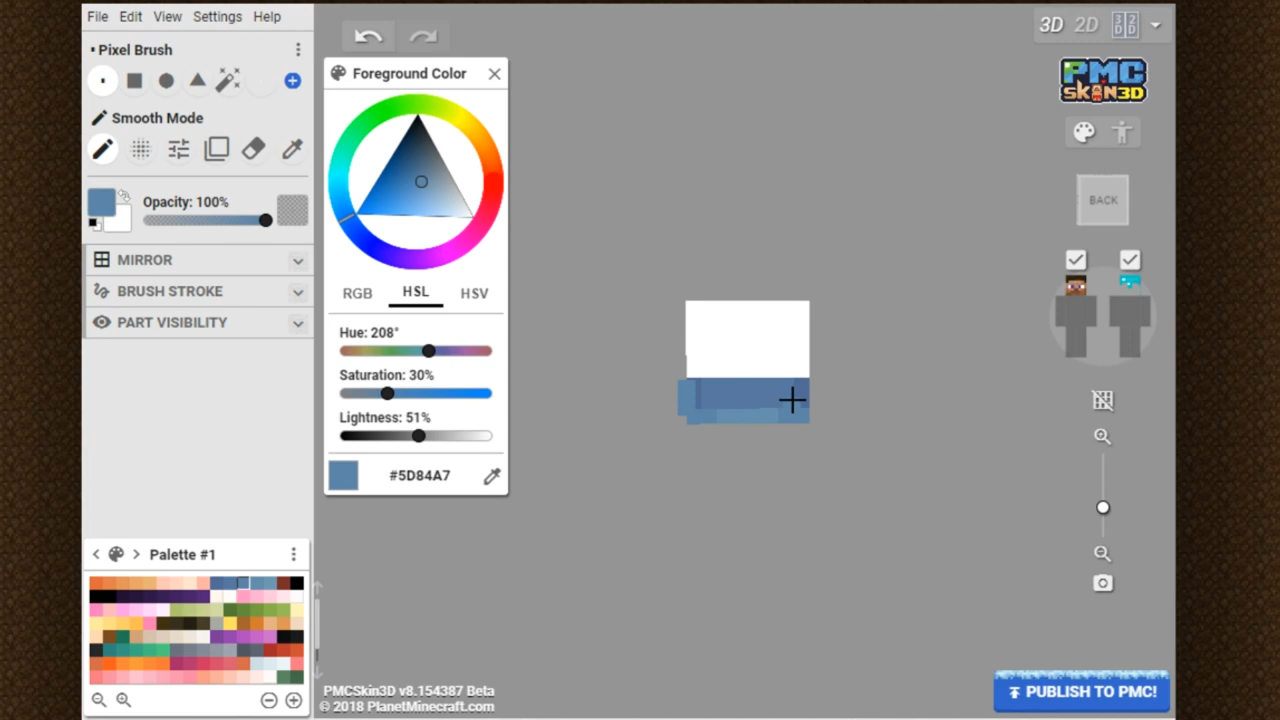 File Edit View Settings Help
Pixel Brush
Smooth Mode
Opacity: 100%
MIRROR
BRUSH STROKE
PART VISIBILITY
Palette #1
Foreground Color
RGB HSL HSV
Hue: 208°
Saturation: 30%
Lightness: 51%
#5D84A7
PMCSkin3D v8.154387 Beta
© 2018 PlanetMinecraft.com
3D 2D 3D 2D
PMC
SKIN3D
BACK
PUBLISH TO PMC!